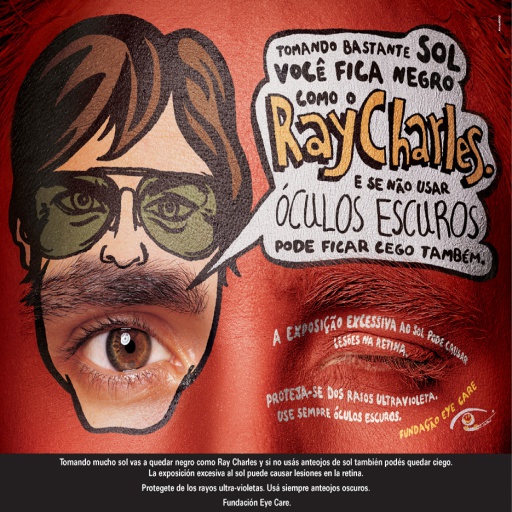 TOMANDO BASTANTE SOL
VOCÊ FICA NEGRO
COMO O
RayCharles.
E SE NÃO USAR
ÓCULOS ESCUROS
PODE FICAR CEGO TAMBÉM.
A EXPOSIÇÃO EXCESSIVA AO SOL PODE CAUSAR
LESÕES NA RETINA.
PROTEJA-SE DOS RAIOS ULTRAVIOLETA.
USE SEMPRE ÓCULOS ESCUROS.
FUNDAÇÃO EYE CARE
Tomando mucho sol vas a quedar negro como Ray Charles y si no usás anteojos de sol también podés quedar ciego.
La exposición excesiva al sol puede causar lesiones en la retina.
Protegete de los rayos ultra-violetas. Usá siempre anteojos oscuros.
Fundación Eye Care.